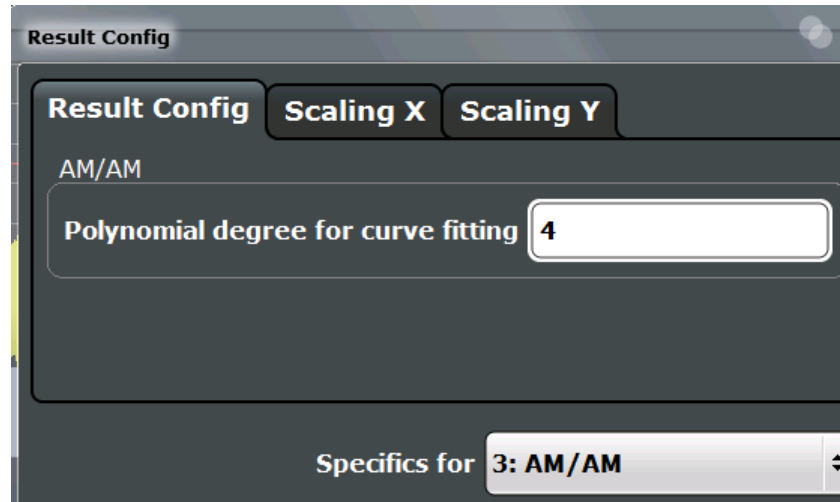 Result Config
Result Config Scaling X Scaling Y
AM/AM
Polynomial degree for curve fitting 4
Specifics for 3: AM/AM